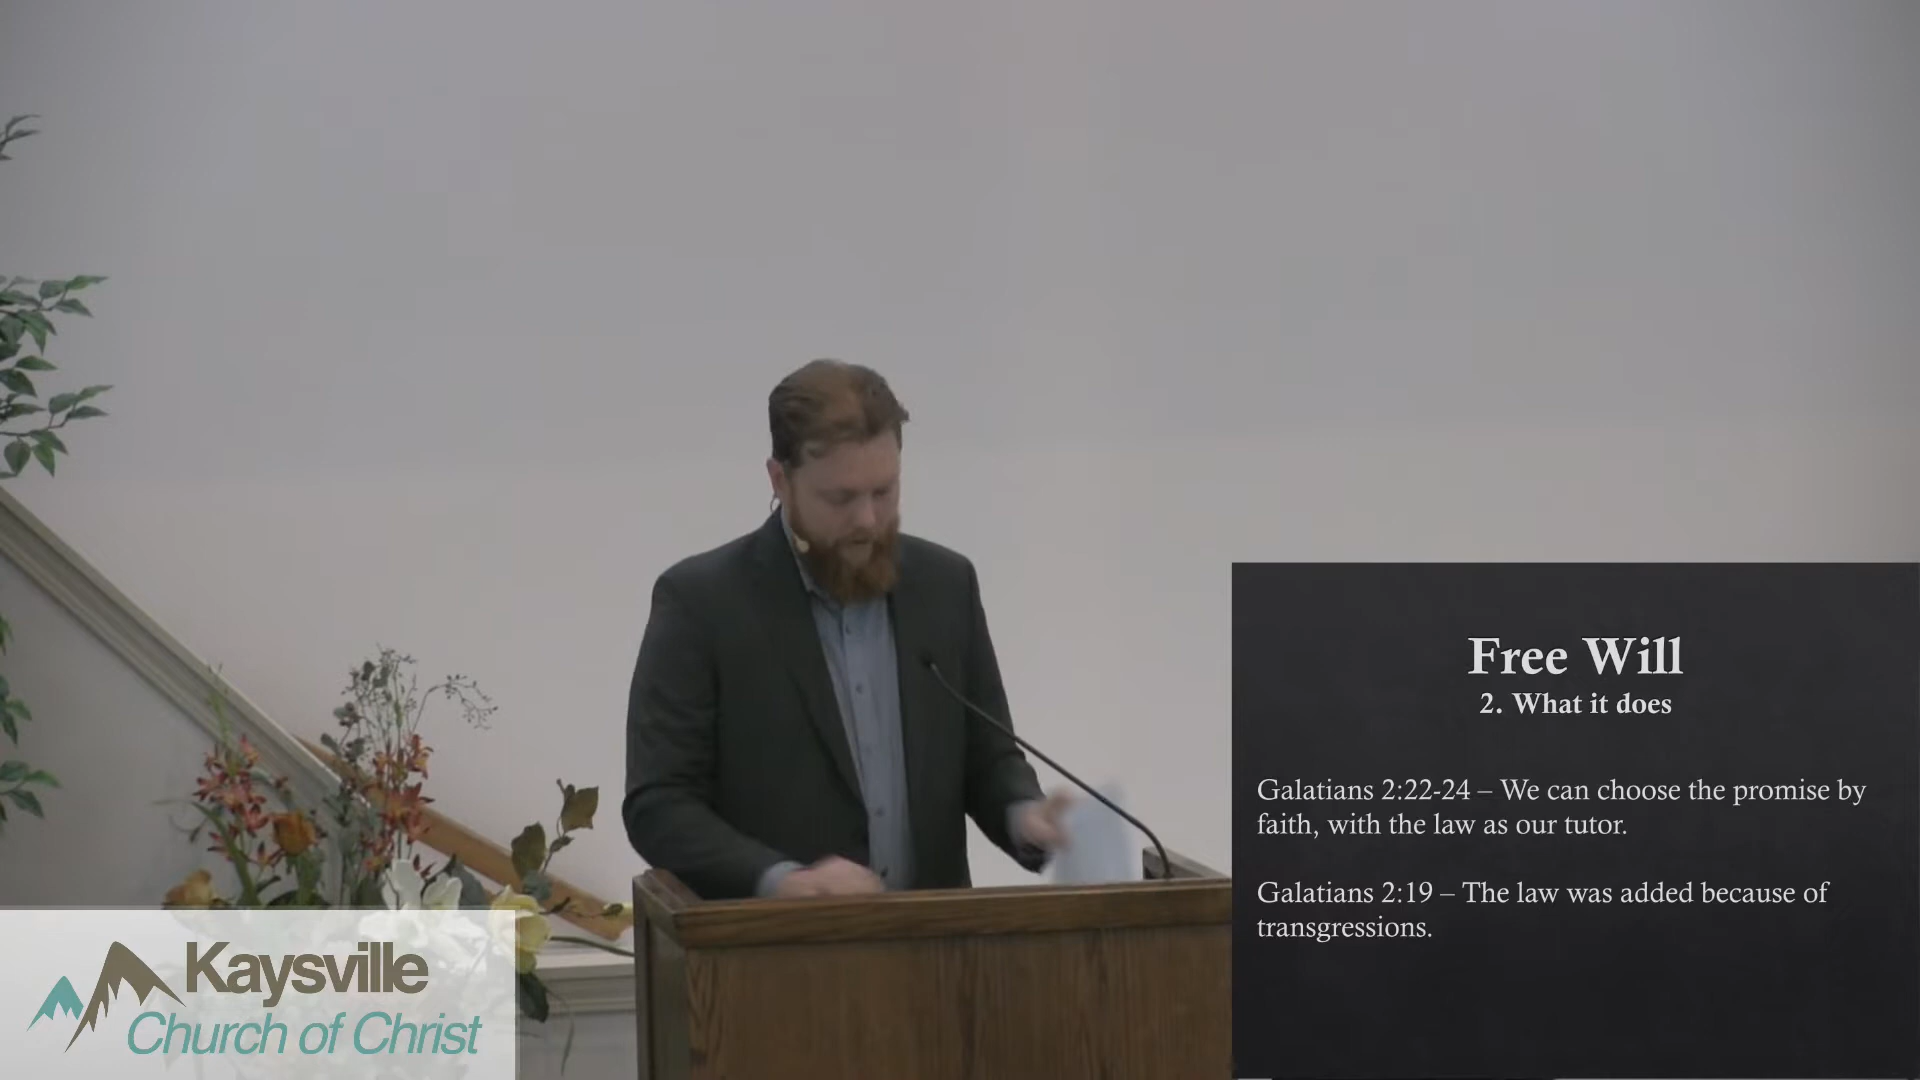 Free Will
2. What it does
Galatians 2:22-24 – We can choose the promise by
faith, with the law as our tutor.
Galatians 2:19 – The law was added because of
transgressions.
Kaysville
Church of Christ